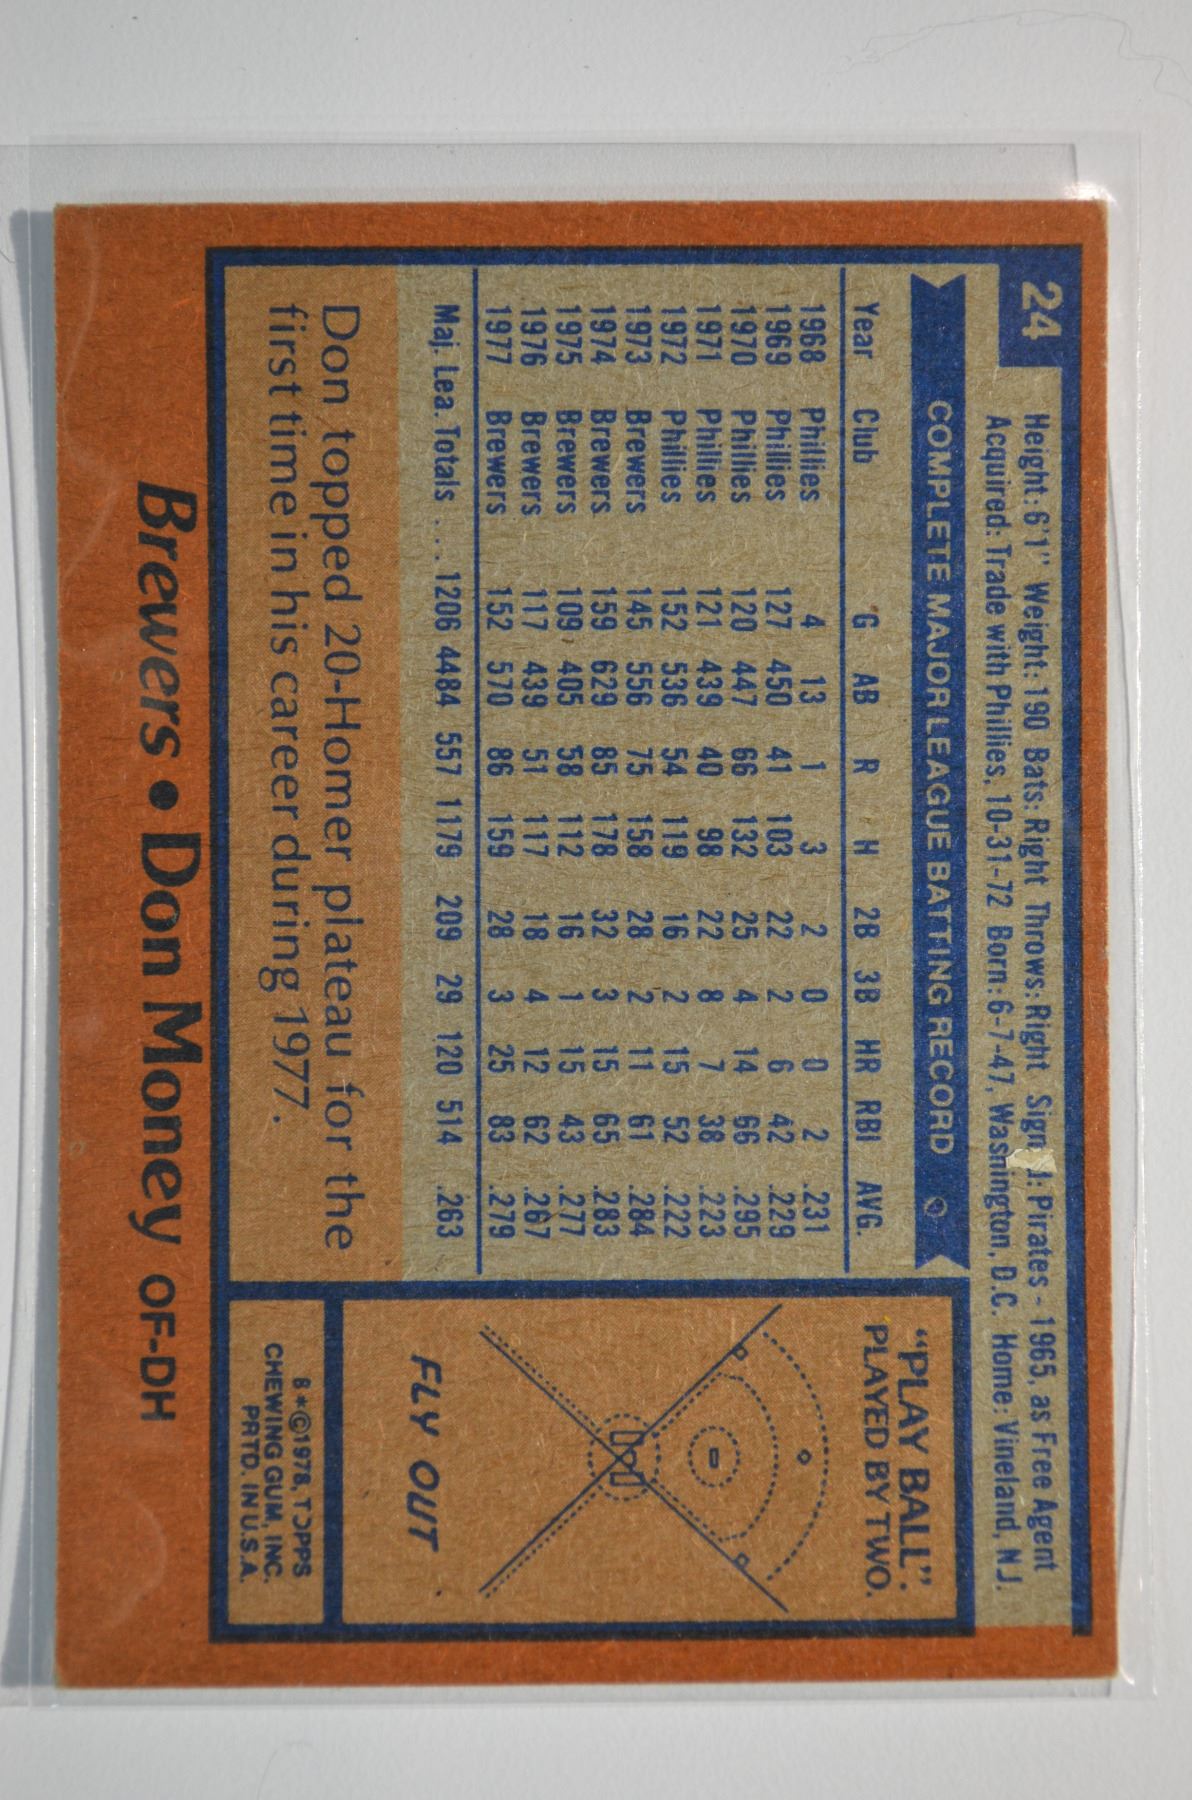 24
Height: 6'1" Weight: 190 Bats: Right Throws: Right Sign J: Pirates - 1965, as Free Agent
Acquired: Trade with Phillies, 10-31-72 Born: 6-7-47, Washington, D.C. Home: Vineland, N.J.
COMPLETE MAJOR LEAGUE BATTING RECORD
Year Club G AB R H 2B 3B HR RBI AVG.
1968 Phillies 4 13 1 3 2 0 0 2 .231
1969 Phillies 127 450 41 103 22 2 6 42 .229
1970 Phillies 120 447 66 132 25 4 14 66 .295
1971 Phillies 121 439 40 98 22 8 7 38 .223
1972 Phillies 152 536 54 119 16 2 15 52 .222
1973 Brewers 145 556 75 158 28 2 11 61 .284
1974 Brewers 159 629 85 178 32 3 15 65 .283
1975 Brewers 109 405 58 112 16 1 15 43 .277
1976 Brewers 117 439 51 117 18 4 12 62 .267
1977 Brewers 152 570 86 159 28 3 25 83 .279
Maj. Lea. Totals .... 1206 4484 557 1179 209 29 120 514 .263
Don topped 20-Homer plateau for the
first time in his career during 1977.
"PLAY BALL".
PLAYED BY TWO.
FLY OUT
8*©1978, TOPPS
CHEWING GUM, INC.
PRTD. IN U.S.A.
Brewers • Don Money OF-DH